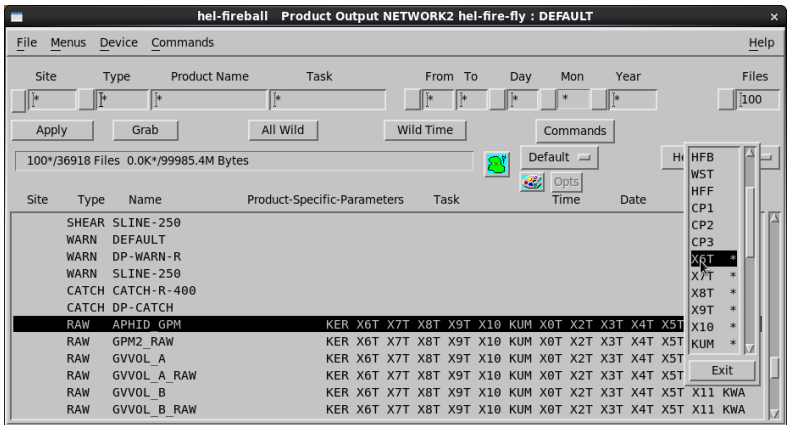 hel-fireball Product Output NETWORK2 hel-fire-fly : DEFAULT ×
File Menus Device Commands Help
Site Type Product Name Task From To Day Mon Year Files
* * * * * * * * * 100
Apply Grab All Wild Wild Time Commands
100*/36918 Files 0.0K*/99985.4M Bytes Default He
Opts
Site Type Name Product-Specific-Parameters Task Time Date
SHEAR SLINE-250
WARN DEFAULT
WARN DP-WARN-R
WARN SLINE-250
CATCH CATCH-R-400
CATCH DP-CATCH
RAW APHID_GPM KER X6T X7T X8T X9T X10 KUM X0T X2T X3T X4T X5T
RAW GPM2_RAW KER X6T X7T X8T X9T X10 KUM X0T X2T X3T X4T X5T
RAW GVVOL_A KER X6T X7T X8T X9T X10 KUM X0T X2T X3T X4T X5T
RAW GVVOL_A_RAW KER X6T X7T X8T X9T X10 KUM X0T X2T X3T X4T X5T
RAW GVVOL_B KER X6T X7T X8T X9T X10 KUM X0T X2T X3T X4T X5T X11 KWA
RAW GVVOL_B_RAW KER X6T X7T X8T X9T X10 KUM X0T X2T X3T X4T X5T X11 KWA
HFB
WST
HFF
CP1
CP2
CP3
X6T *
X7T *
X8T *
X9T *
X10 *
KUM *
Exit